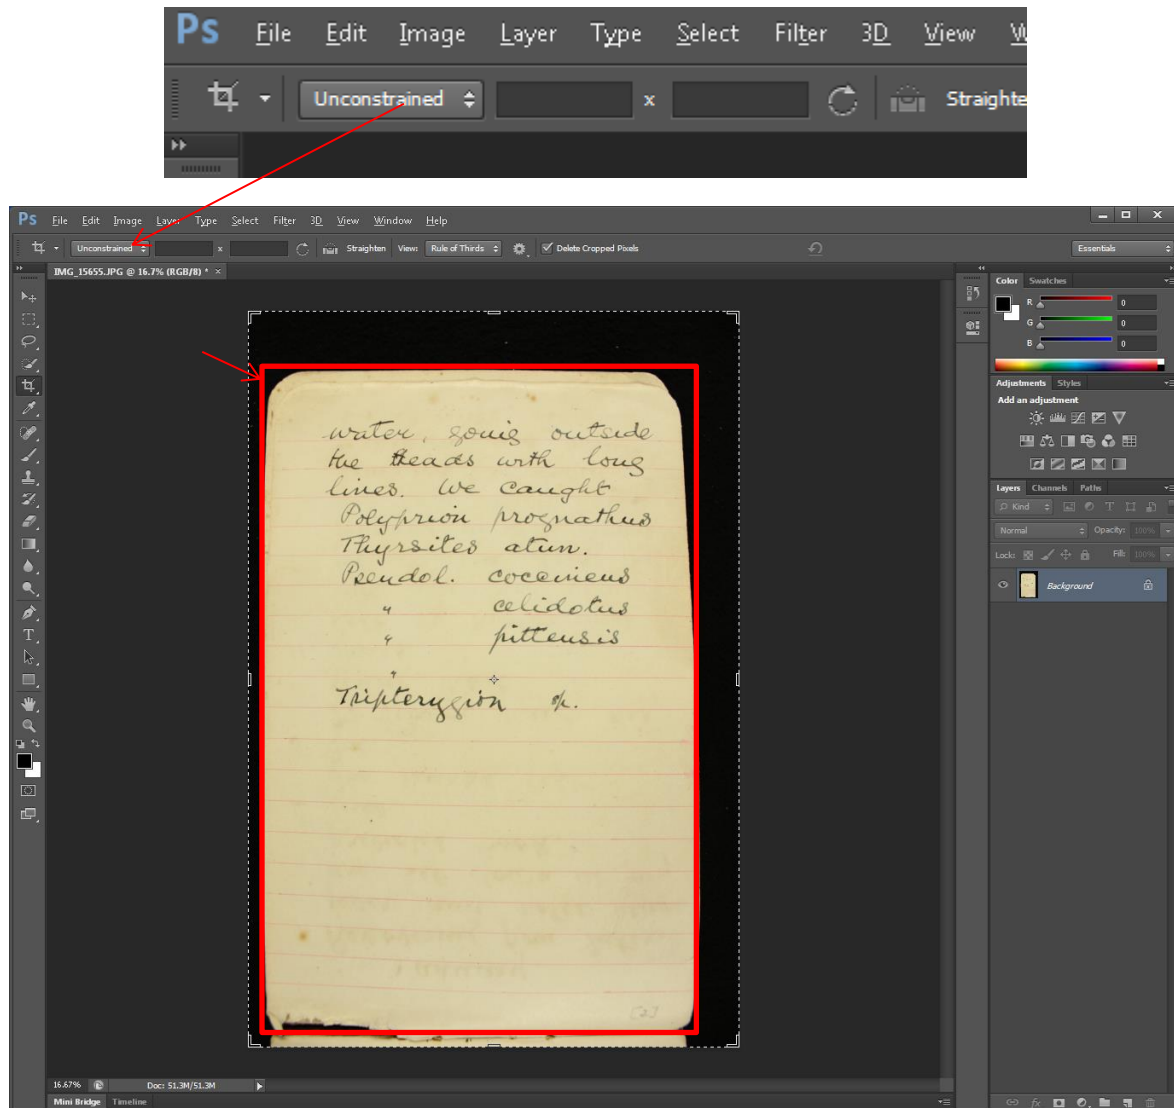 Ps File Edit Image Layer Type Select Filter 3D View
Unconstrained x Straighte
Ps File Edit Image Layer Type Select Filter 3D View Window Help
Unconstrained x Straighten View: Rule of Thirds Delete Cropped Pixels Essentials
IMG_15655.JPG @ 16.7% (RGB/8) * ×
Color Swatches
R 0
G 0
B 0
Adjustments Styles
Add an adjustment
Layers Channels Paths
Kind
Normal Opacity: 100%
Lock: Fill: 100%
Background
water, going outside
the heads with long
lines. We caught
Polyprion prognathus
Thyrsites atun.
Pseudol. coccineus
" celidotus
" pittensis
"
Tripterygion sp.
[2]
16.67% Doc: 51.3M/51.3M
Mini Bridge Timeline